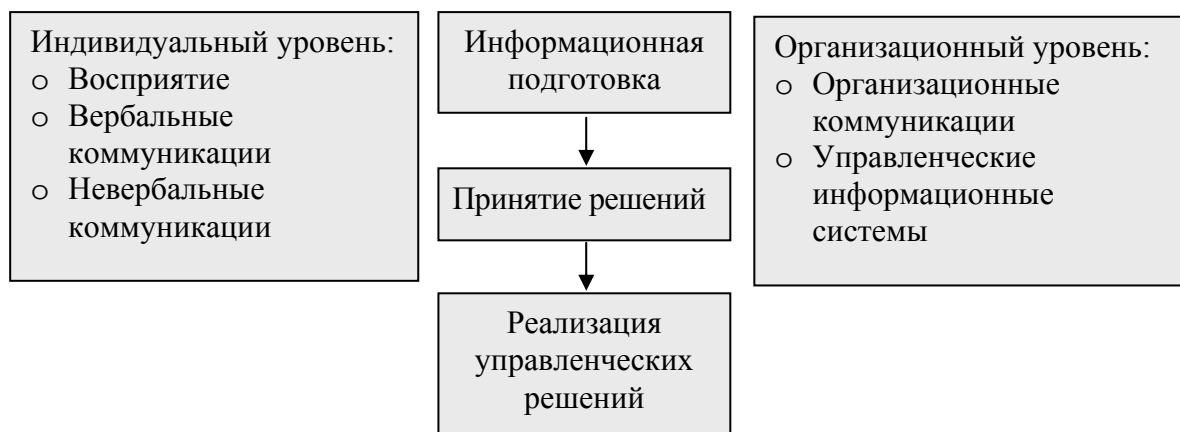 Индивидуальный уровень:
o Восприятие
o Вербальные
коммуникации
o Невербальные
коммуникации
Информационная
подготовка
Принятие решений
Реализация
управленческих
решений
Организационный уровень:
o Организационные
коммуникации
o Управленческие
информационные
системы